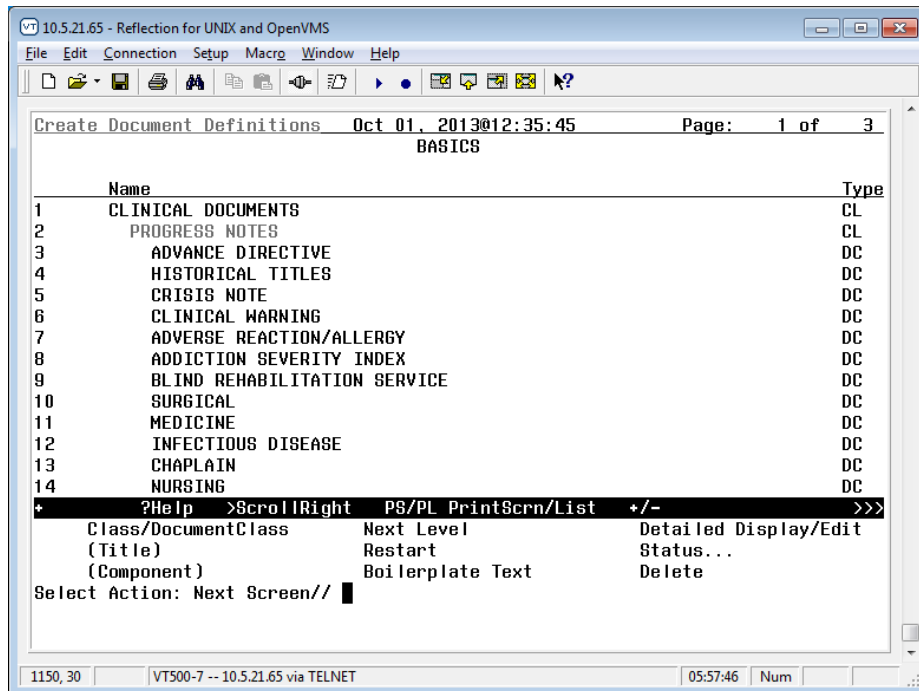 VT 10.5.21.65 - Reflection for UNIX and OpenVMS
File Edit Connection Setup Macro Window Help
Create Document Definitions Oct 01, 2013@12:35:45 Page: 1 of 3
BASICS
Name Type
1 CLINICAL DOCUMENTS CL
2 PROGRESS NOTES CL
3 ADVANCE DIRECTIVE DC
4 HISTORICAL TITLES DC
5 CRISIS NOTE DC
6 CLINICAL WARNING DC
7 ADVERSE REACTION/ALLERGY DC
8 ADDICTION SEVERITY INDEX DC
9 BLIND REHABILITATION SERVICE DC
10 SURGICAL DC
11 MEDICINE DC
12 INFECTIOUS DISEASE DC
13 CHAPLAIN DC
14 NURSING DC
+ ?Help >ScrollRight PS/PL PrintScrn/List +/- >>>
Class/DocumentClass Next Level Detailed Display/Edit
(Title) Restart Status...
(Component) Boilerplate Text Delete
Select Action: Next Screen//
1150, 30 VT500-7 -- 10.5.21.65 via TELNET 05:57:46 Num